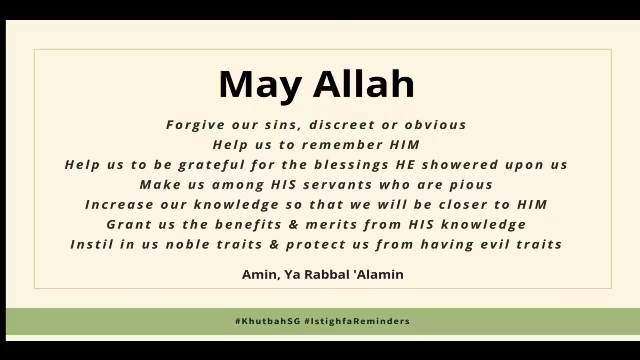 May Allah
Forgive our sins, discreet or obvious
Help us to remember HIM
Help us to be grateful for the blessings HE showered upon us
Make us among HIS servants who are pious
Increase our knowledge so that we will be closer to HIM
Grant us the benefits & merits from HIS knowledge
Instil in us noble traits & protect us from having evil traits
Amin, Ya Rabbal 'Alamin
#KhutbahSG #IstighfaReminders